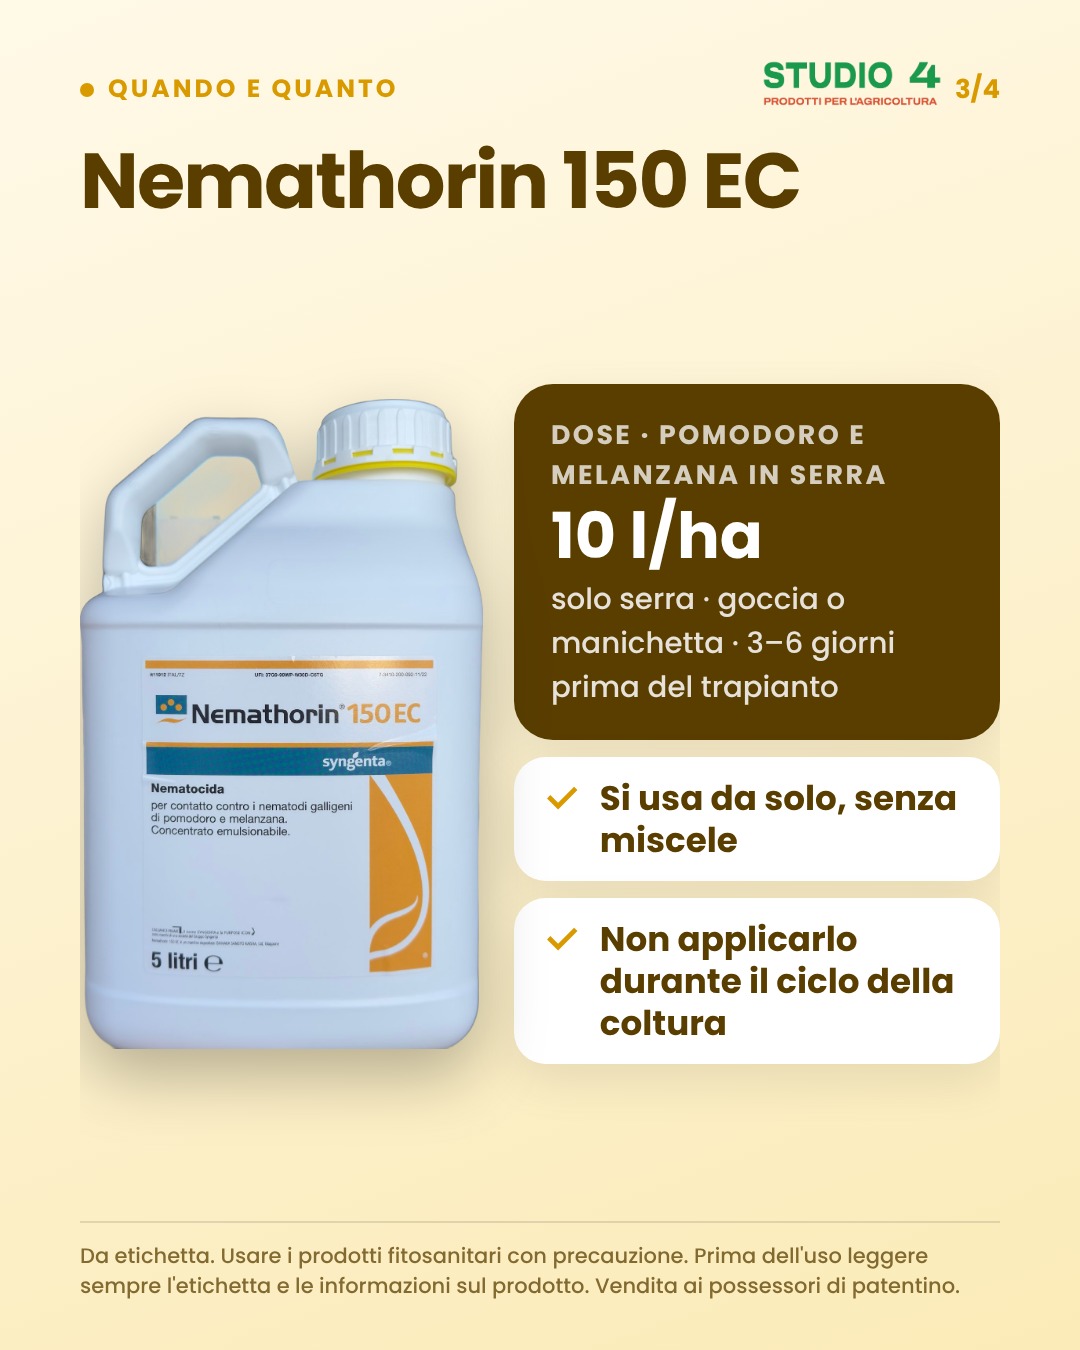 QUANDO E QUANTO
STUDIO 4
PRODOTTI PER L'AGRICOLTURA
3/4
Nemathorin 150 EC
DOSE · POMODORO E
MELANZANA IN SERRA
10 l/ha
solo serra · goccia o
manichetta · 3–6 giorni
prima del trapianto
Si usa da solo, senza
miscele
Non applicarlo
durante il ciclo della
coltura
Nemathorin® 150 EC
syngenta®
Nematocida
per contatto contro i nematodi galligeni
di pomodoro e melanzana.
Concentrato emulsionabile.
5 litri ℮
Da etichetta. Usare i prodotti fitosanitari con precauzione. Prima dell'uso leggere
sempre l'etichetta e le informazioni sul prodotto. Vendita ai possessori di patentino.